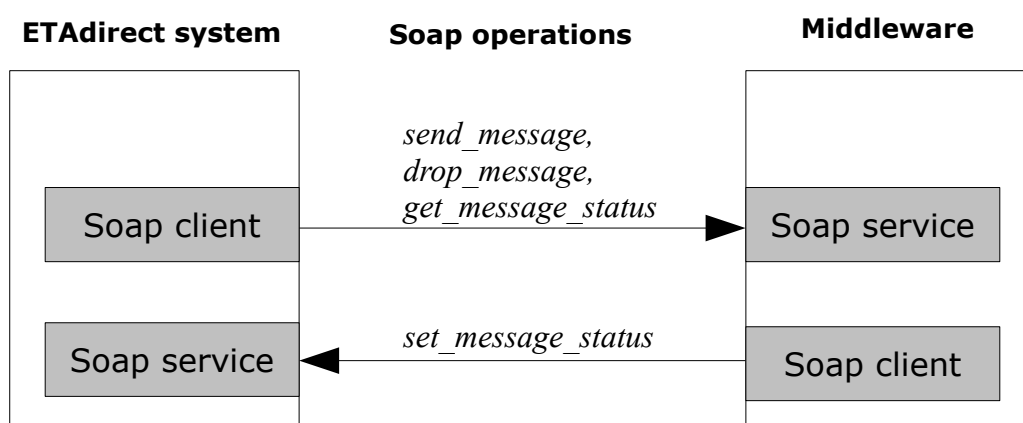 ETAdirect system
Soap operations
Middleware
send_message,
drop_message,
get_message_status
Soap client
Soap service
set_message_status
Soap service
Soap client